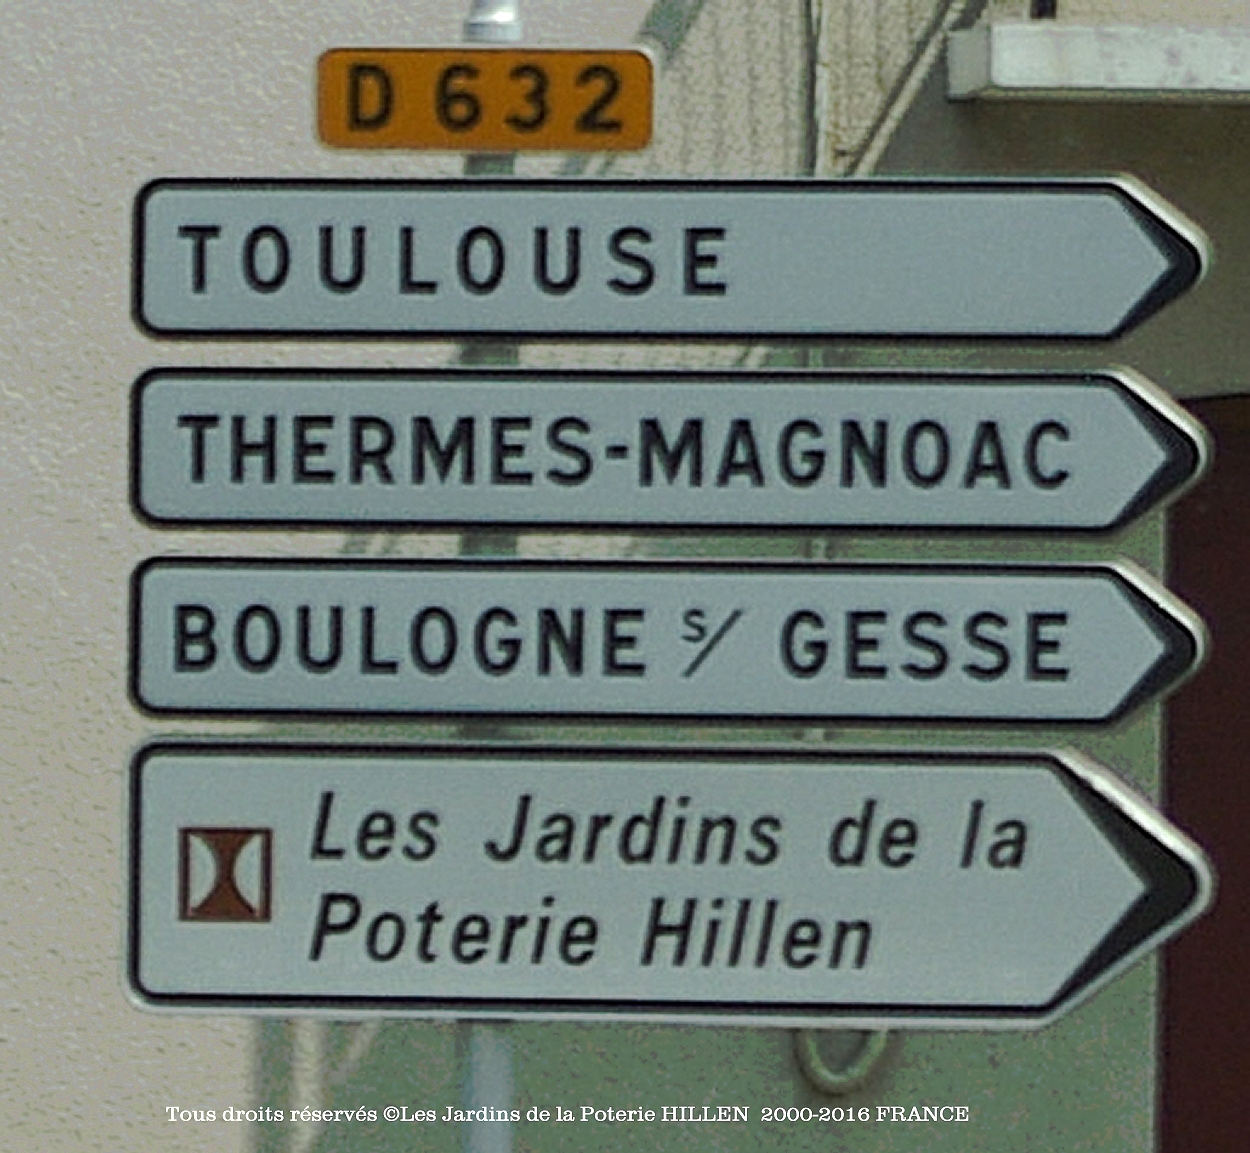 D 632
TOULOUSE
THERMES-MAGNOAC
BOULOGNE S/ GESSE
Les Jardins de la
Poterie Hillen
Tous droits réservés ©Les Jardins de la Poterie HILLEN 2000-2016 FRANCE